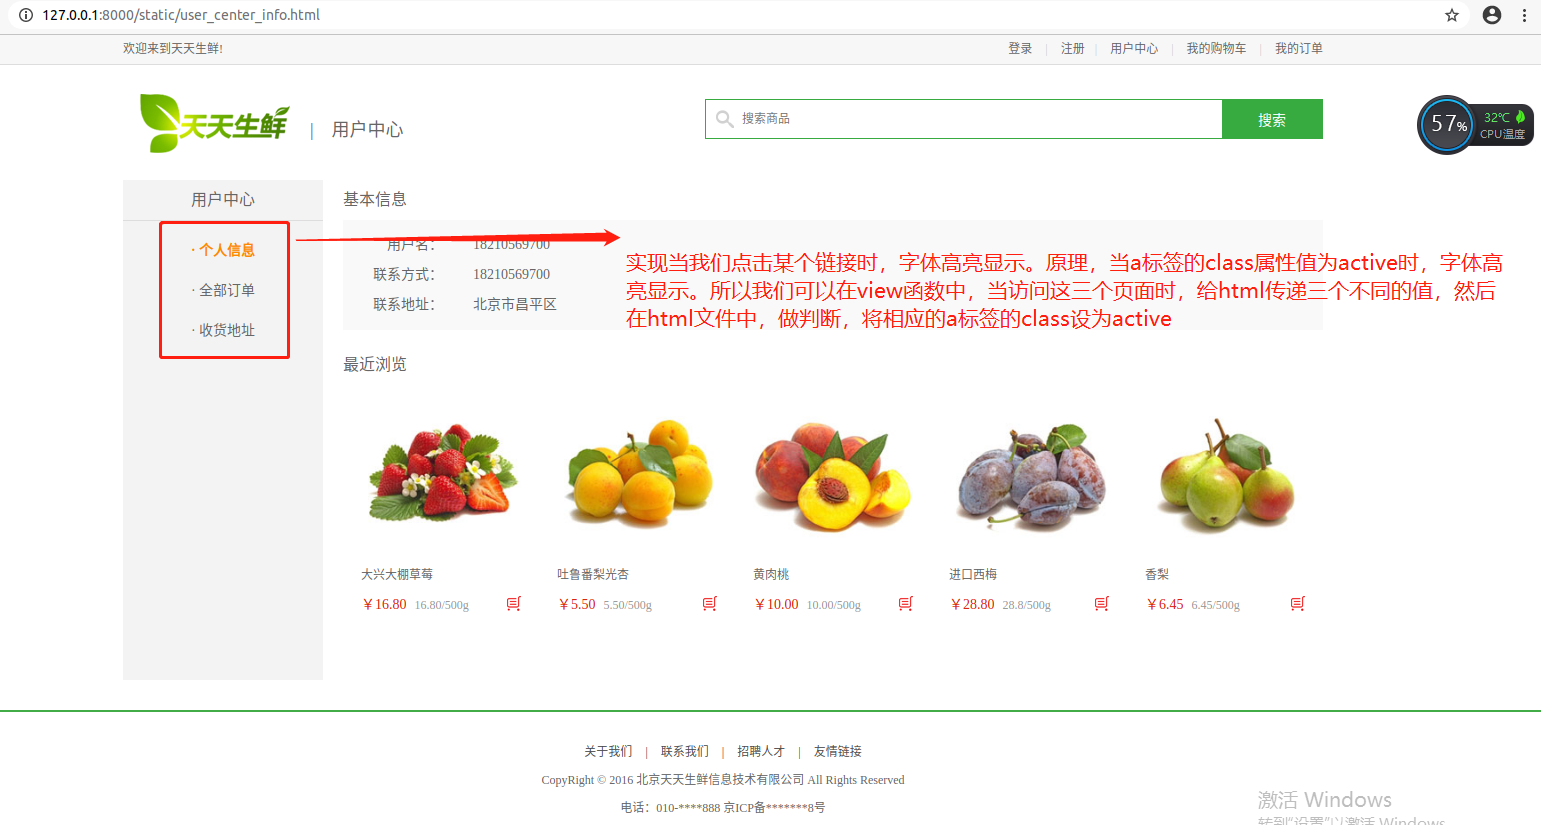 127.0.0.1:8000/static/user_center_info.html
欢迎来到天天生鲜!
登录 | 注册 | 用户中心 | 我的购物车 | 我的订单
天天生鲜 | 用户中心
搜索商品
搜索
57%
32℃
CPU温度
用户中心
· 个人信息
· 全部订单
· 收货地址
基本信息
用户名： 18210569700
联系方式： 18210569700
联系地址： 北京市昌平区
实现当我们点击某个链接时，字体高亮显示。原理，当a标签的class属性值为active时，字体高
亮显示。所以我们可以在view函数中，当访问这三个页面时，给html传递三个不同的值，然后
在html文件中，做判断，将相应的a标签的class设为active
最近浏览
大兴大棚草莓
￥16.80 16.80/500g
吐鲁番梨光杏
￥5.50 5.50/500g
黄肉桃
￥10.00 10.00/500g
进口西梅
￥28.80 28.8/500g
香梨
￥6.45 6.45/500g
关于我们 | 联系我们 | 招聘人才 | 友情链接
CopyRight © 2016 北京天天生鲜信息技术有限公司 All Rights Reserved
电话：010-****888 京ICP备*******8号
激活 Windows
转到"设置"以激活 Windows